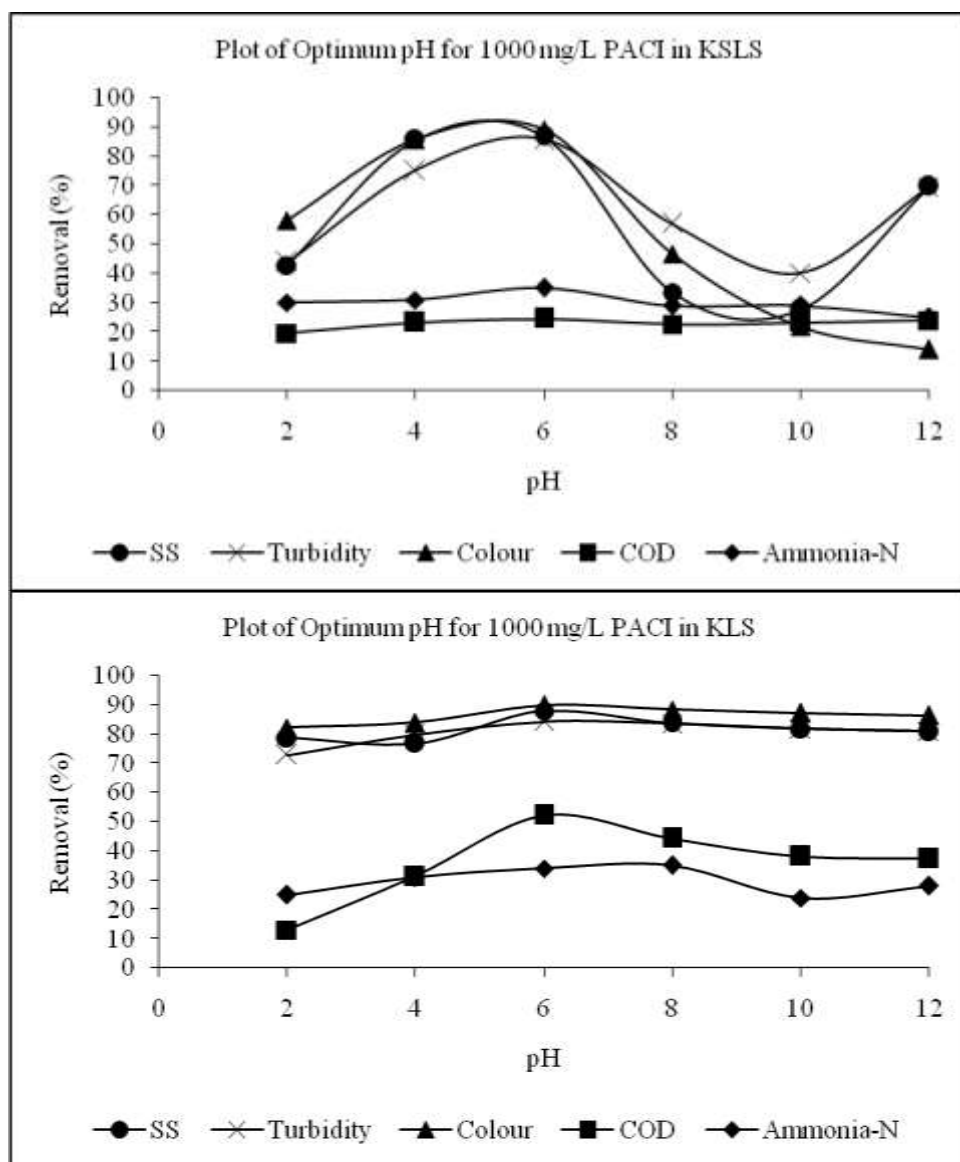 Plot of Optimum pH for 1000 mg/L PACl in KSLS
100
90
80
70
60
50
40
30
20
10
0
Removal (%)
0 2 4 6 8 10 12
pH
SS Turbidity Colour COD Ammonia-N
Plot of Optimum pH for 1000 mg/L PACl in KLS
100
90
80
70
60
50
40
30
20
10
0
Removal (%)
0 2 4 6 8 10 12
pH
SS Turbidity Colour COD Ammonia-N